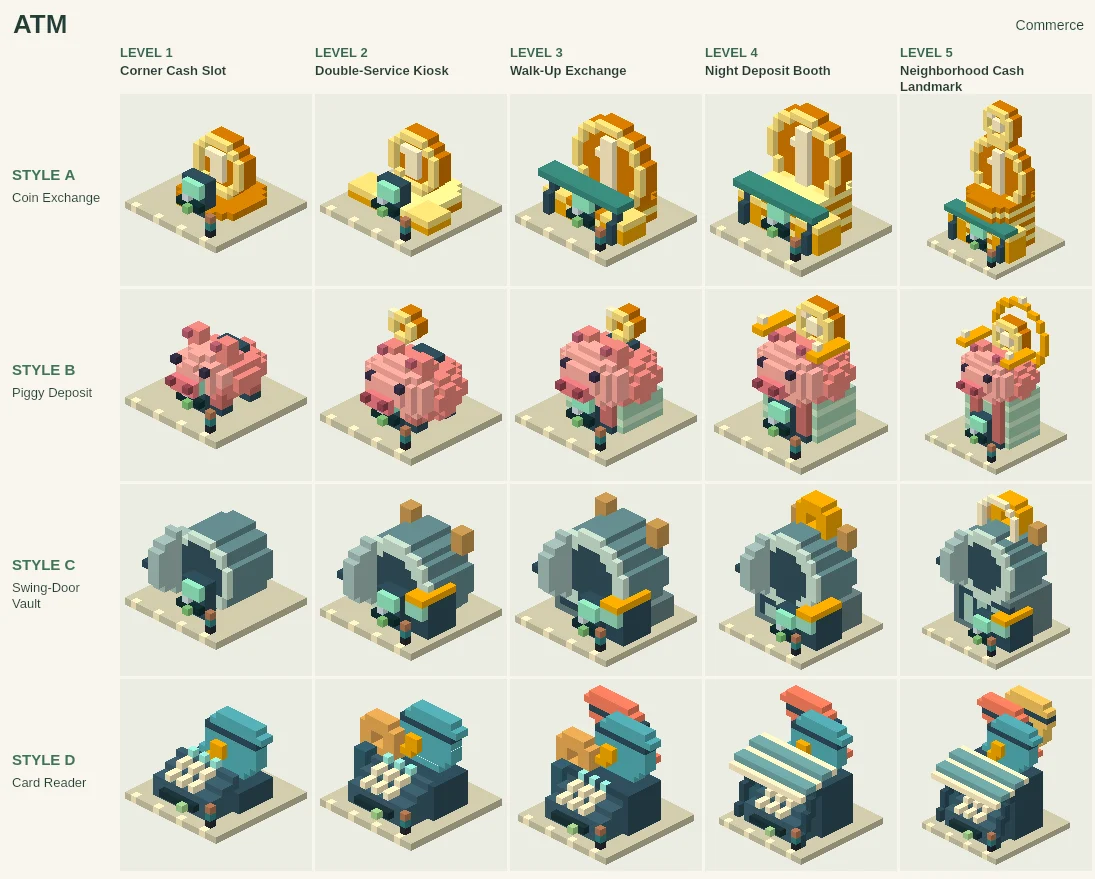 ATM
Commerce
LEVEL 1
Corner Cash Slot
LEVEL 2
Double-Service Kiosk
LEVEL 3
Walk-Up Exchange
LEVEL 4
Night Deposit Booth
LEVEL 5
Neighborhood Cash
Landmark
STYLE A
Coin Exchange
STYLE B
Piggy Deposit
STYLE C
Swing-Door
Vault
STYLE D
Card Reader